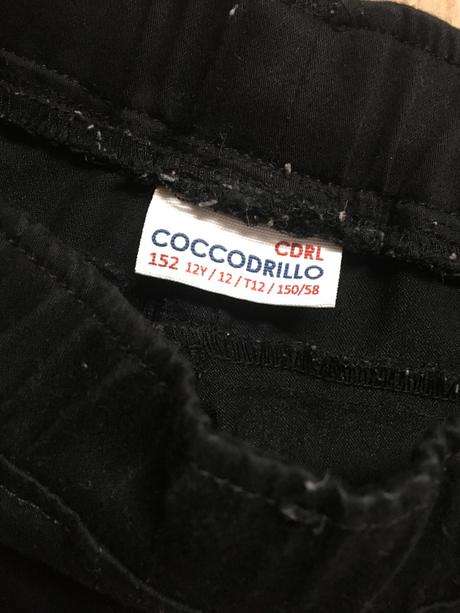 CDRL
COCCODRILLO
152 12Y / 12 / T12 / 150/58